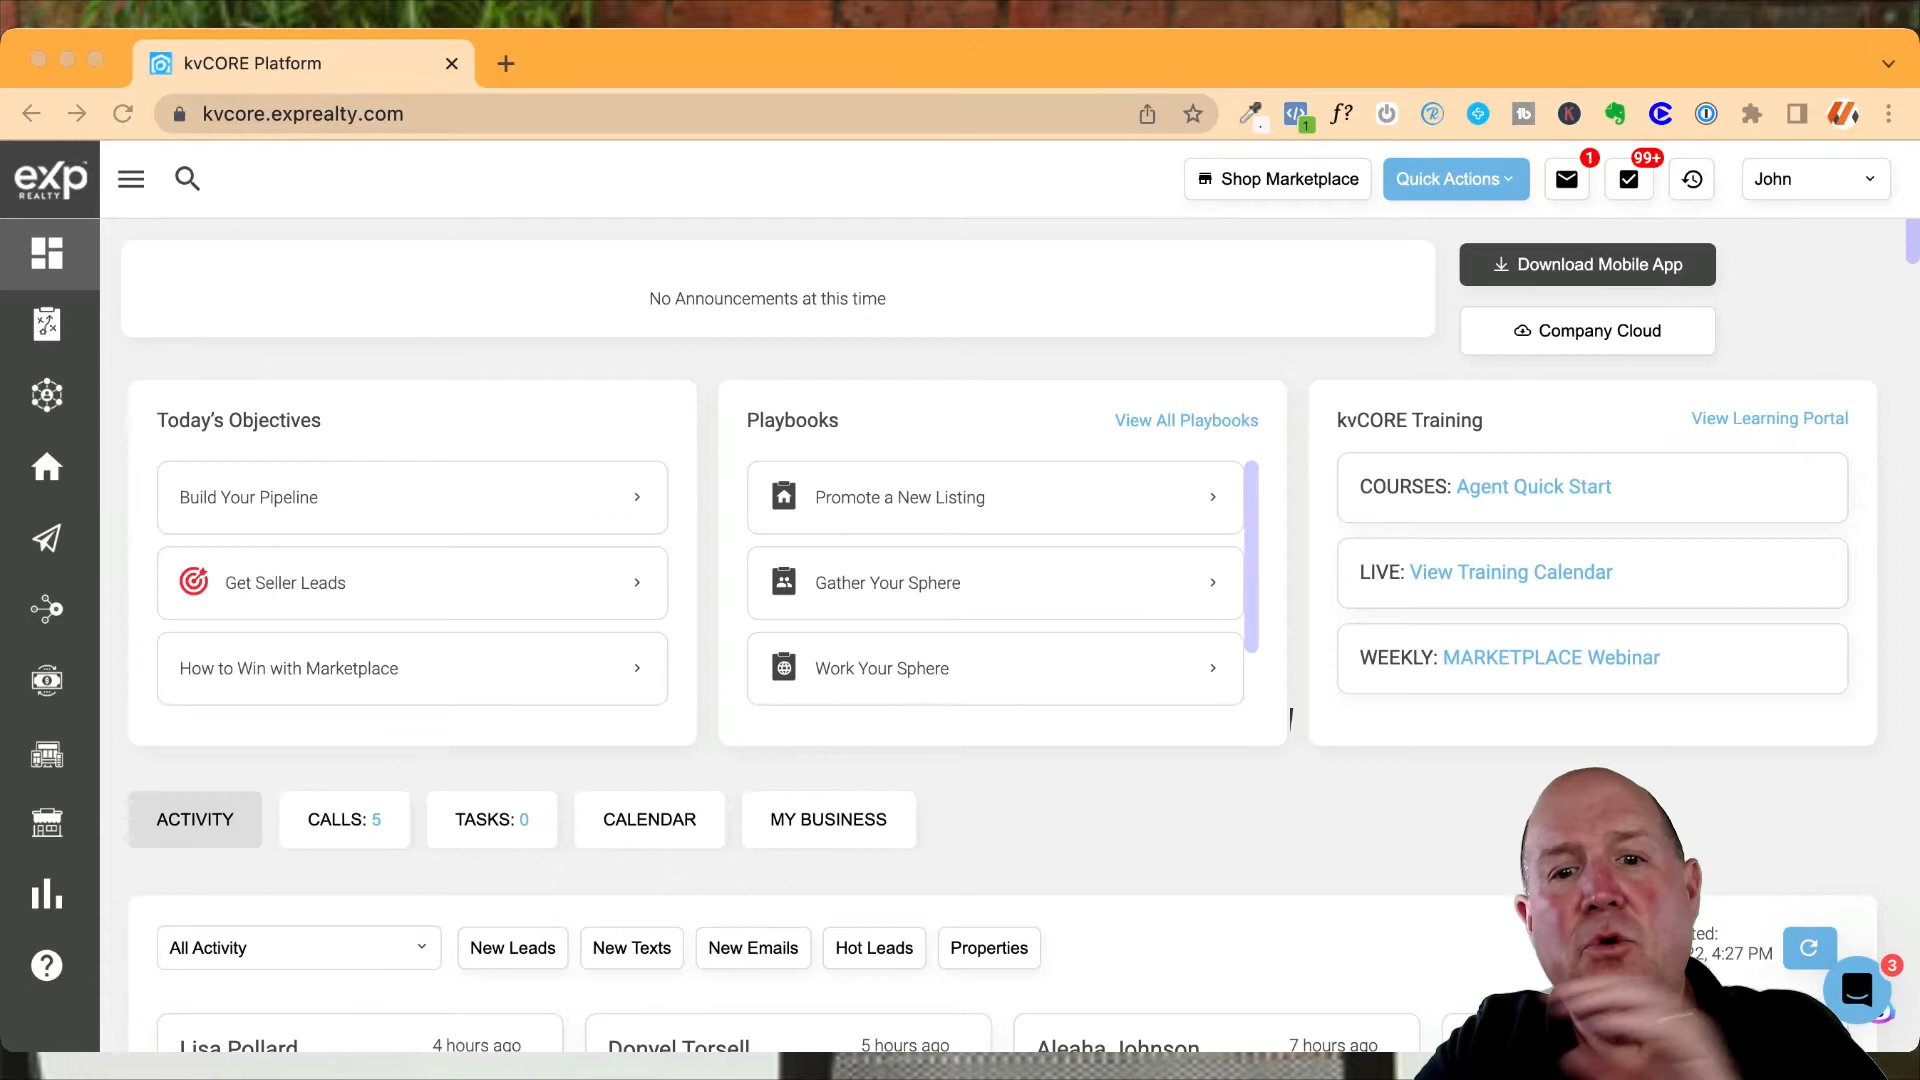 kvCORE Platform
kvcore.exprealty.com
f?
1
tb
K
exp
REALTY
Shop Marketplace
Quick Actions
1
99+
John
No Announcements at this time
Download Mobile App
Company Cloud
Today's Objectives
Build Your Pipeline
Get Seller Leads
How to Win with Marketplace
Playbooks
View All Playbooks
Promote a New Listing
Gather Your Sphere
Work Your Sphere
kvCORE Training
View Learning Portal
COURSES: Agent Quick Start
LIVE: View Training Calendar
WEEKLY: MARKETPLACE Webinar
ACTIVITY
CALLS: 5
TASKS: 0
CALENDAR
MY BUSINESS
All Activity
New Leads
New Texts
New Emails
Hot Leads
Properties
4:27 PM
3
Lisa Pollard
4 hours ago
Donyel Torsell
5 hours ago
Aleaha Johnson
7 hours ago